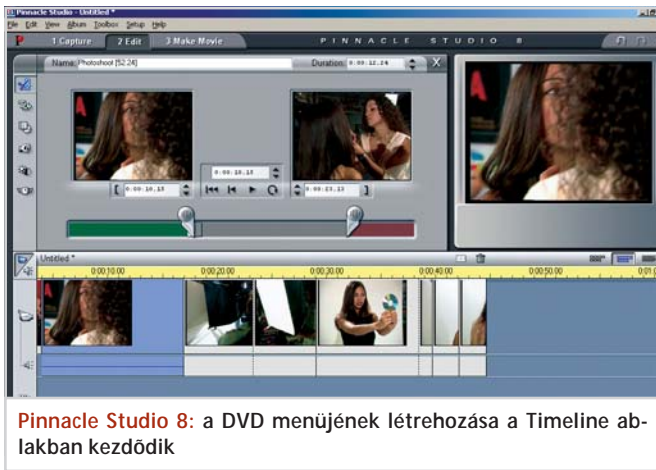 Pinnacle Studio - Untitled *
File Edit View Album Toolbox Setup Help
1 Capture 2 Edit 3 Make Movie PINNACLE STUDIO 8
Name: Photoshoot [52.24] Duration: 0:00:12.24 X
0:00:10.18
[ 0:00:10.18 0:00:23.13 ]
Untitled *
0:00:10.00 0:00:20.00 0:00:30.00 0:00:40.00 0:00:50.00
Pinnacle Studio 8: a DVD menüjének létrehozása a Timeline ab-
lakban kezdõdik